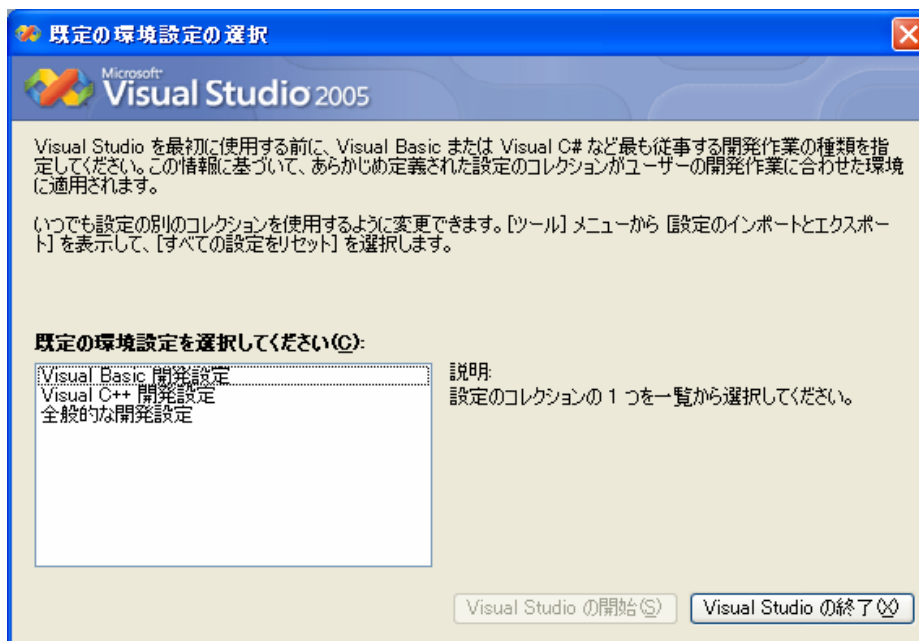 既定の環境設定の選択
Microsoft
Visual Studio 2005
Visual Studio を最初に使用する前に、Visual Basic または Visual C# など最も従事する開発作業の種類を指
定してください。この情報に基づいて、あらかじめ定義された設定のコレクションがユーザーの開発作業に合わせた環境
に適用されます。
いつでも設定の別のコレクションを使用するように変更できます。[ツール] メニューから [設定のインポートとエクスポー
ト] を表示して、[すべての設定をリセット] を選択します。
既定の環境設定を選択してください(C):
Visual Basic 開発設定
Visual C++ 開発設定
全般的な開発設定
説明:
設定のコレクションの 1 つを一覧から選択してください。
Visual Studio の開始(S)
Visual Studio の終了(X)